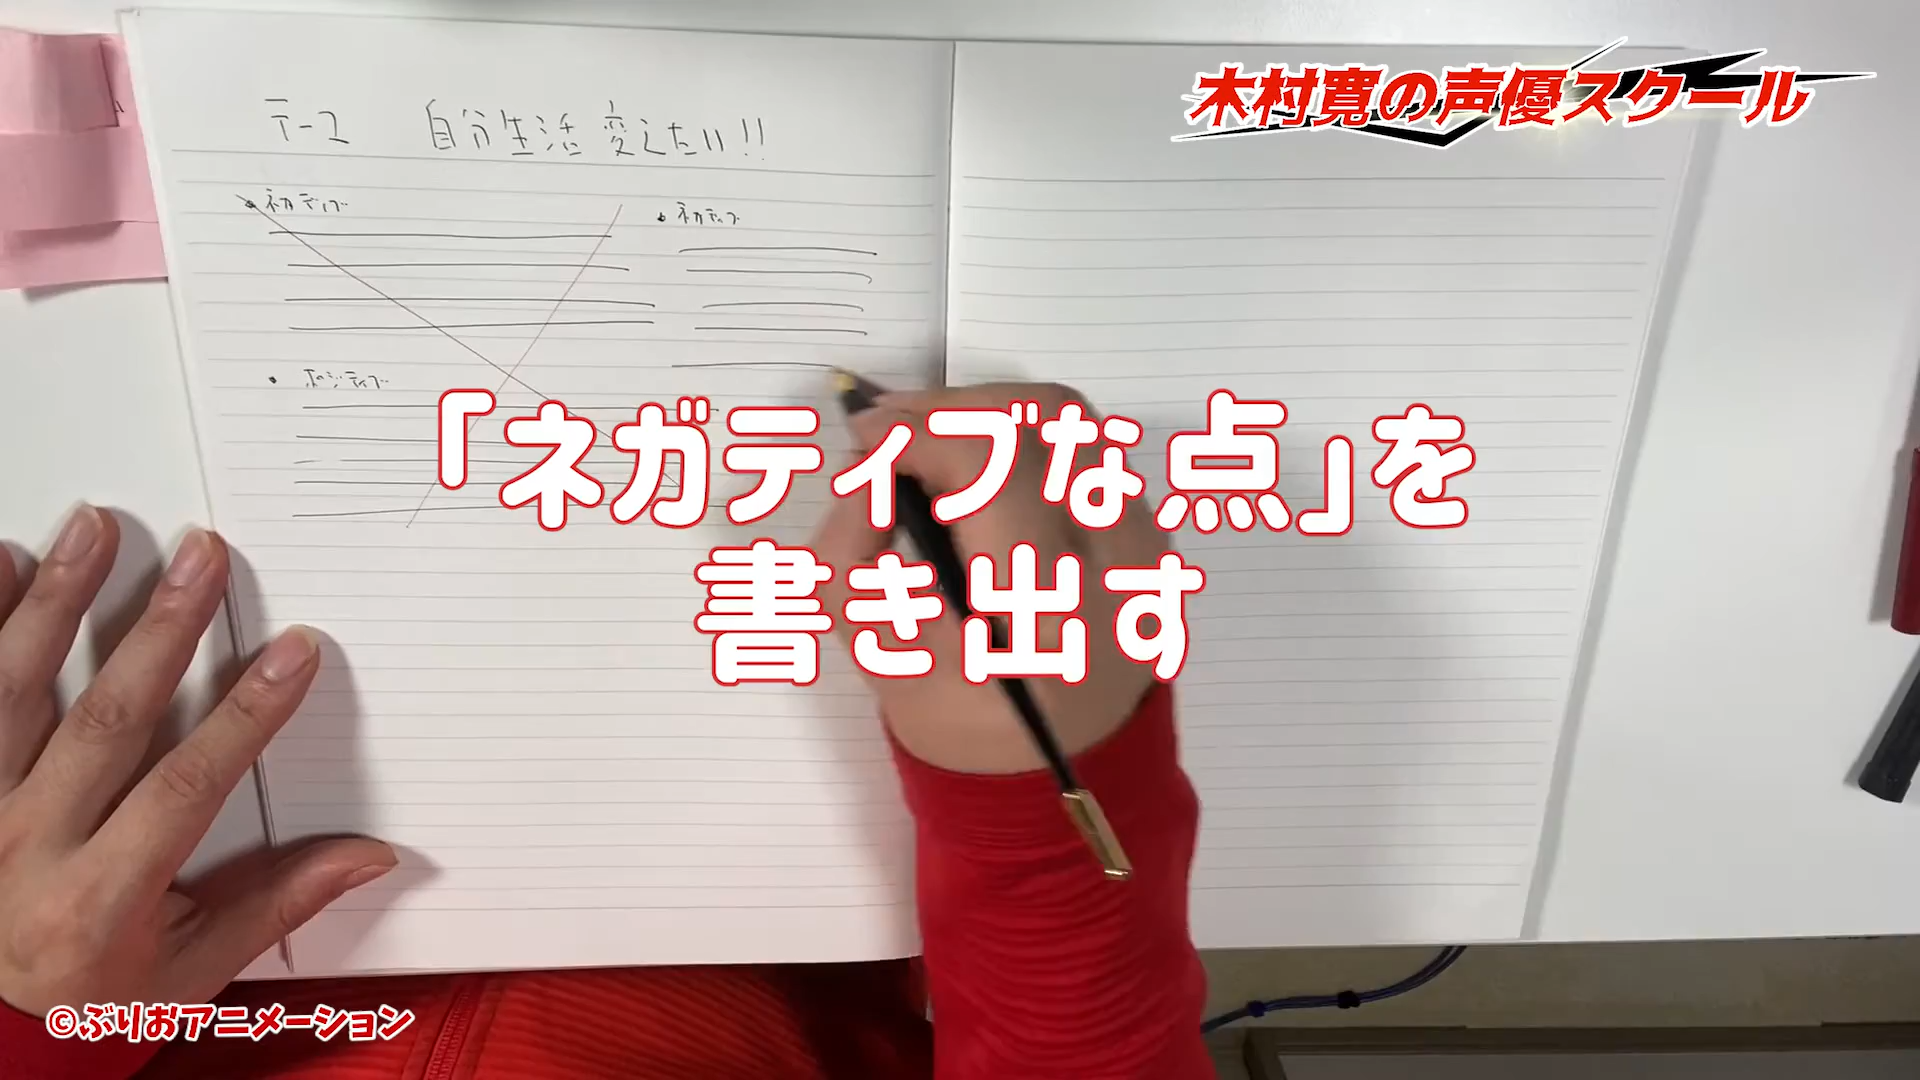 木村寛の声優スクール
テーマ 自分生活変えたい!!
ネガティブ
ネガティブ
ポジティブ
「ネガティブな点」を
書き出す
©ぶりおアニメーション